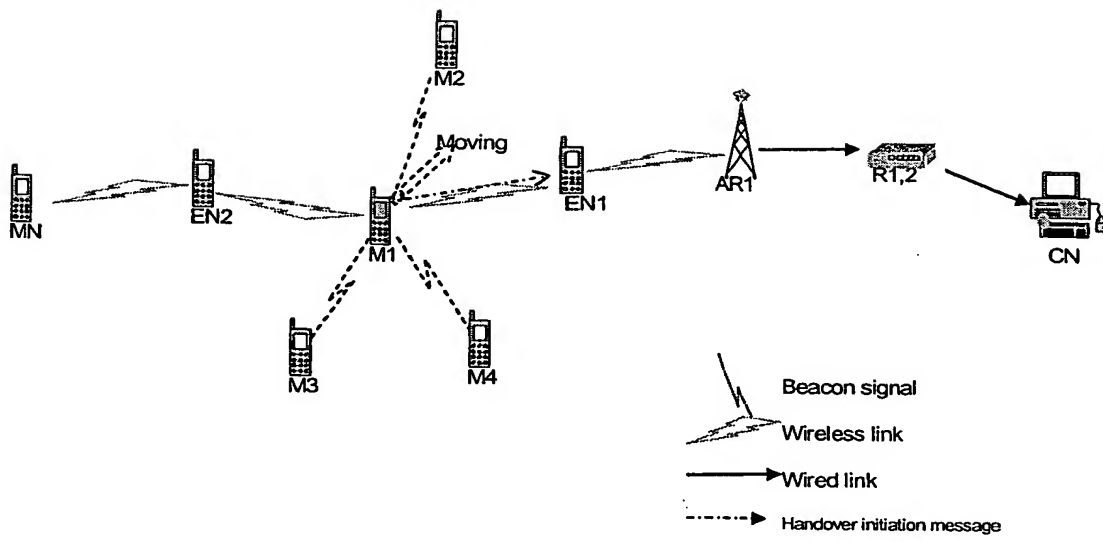 M2
Moving
MN
EN2
M1
EN1
AR1
R1,2
CN
M3
M4
Beacon signal
Wireless link
Wired link
Handover initiation message